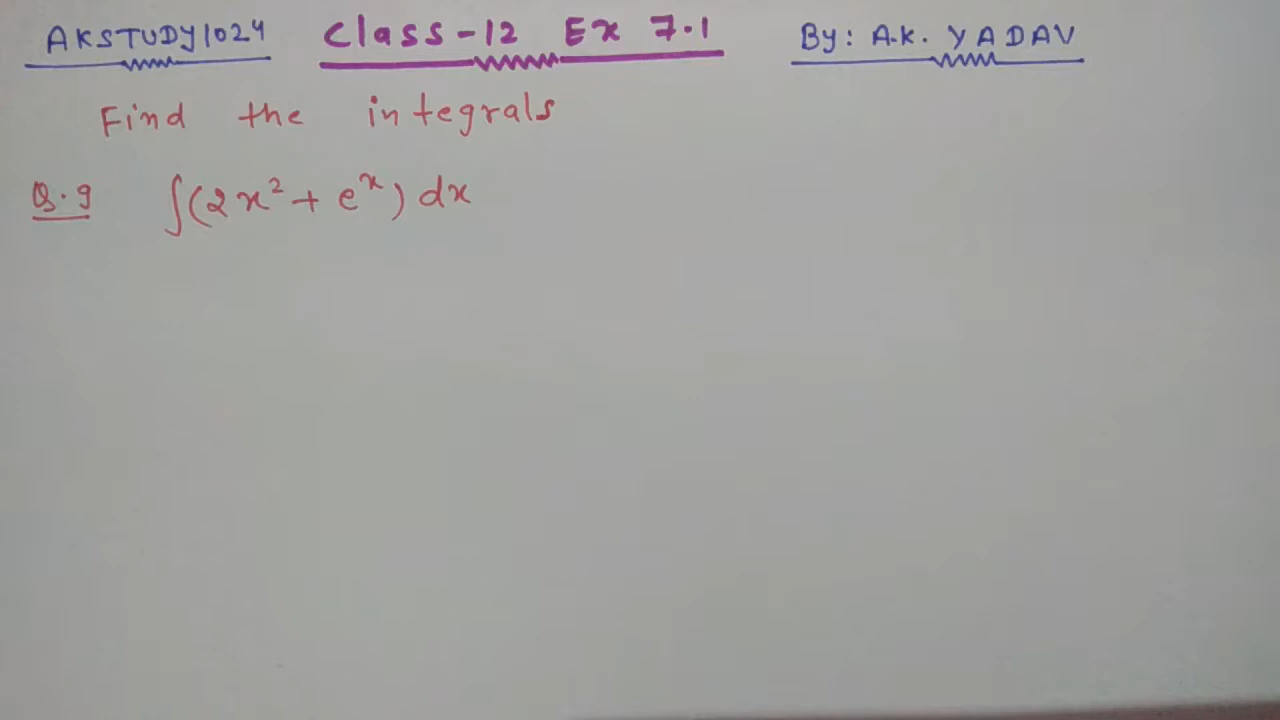 AKSTUDY1024 Class-12 Ex 7.1 By: A.K. YADAV
Find the integrals
Q.9 ∫(2x² + eˣ) dx